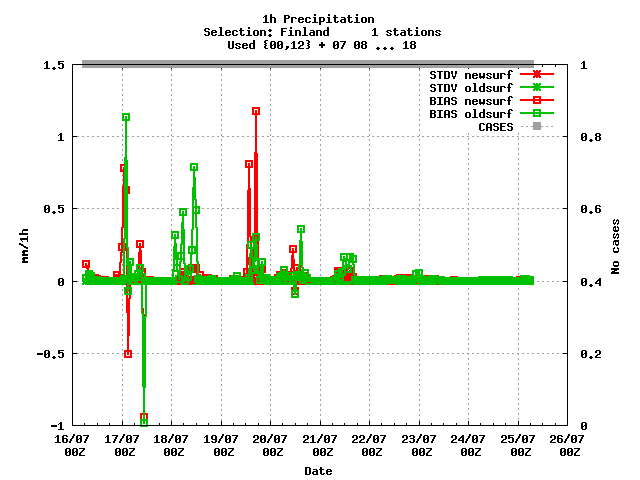 1h Precipitation
Selection: Finland 1 stations
Used {00,12} + 07 08 ... 18
1.5
1
0.5
0
-0.5
-1
mm/1h
1
0.8
0.6
0.4
0.2
0
No cases
STDV newsurf
STDV oldsurf
BIAS newsurf
BIAS oldsurf
CASES
16/07 17/07 18/07 19/07 20/07 21/07 22/07 23/07 24/07 25/07 26/07
00Z 00Z 00Z 00Z 00Z 00Z 00Z 00Z 00Z 00Z 00Z
Date